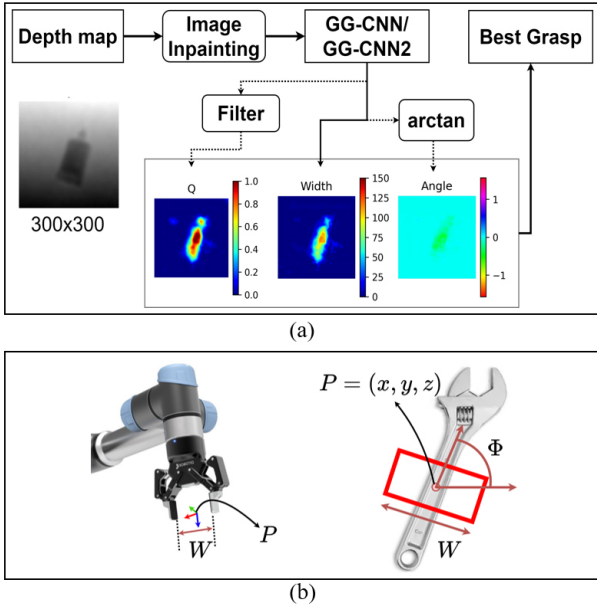 Depth map
Image
Inpainting
GG-CNN/
GG-CNN2
Best Grasp
Filter
arctan
300x300
Q
1.0
0.8
0.6
0.4
0.2
0.0
Width
150
125
100
75
50
25
0
Angle
1
0
−1
(a)
P = (x, y, z)
Φ
W
P
W
(b)